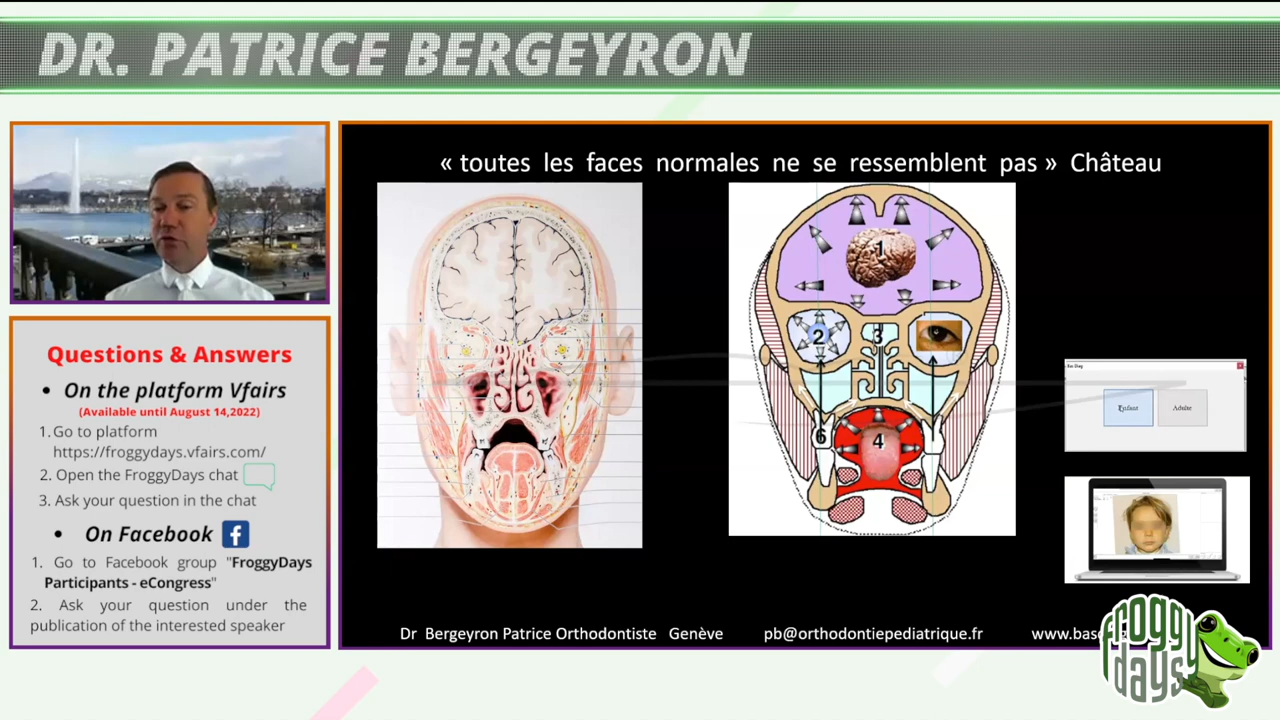 DR. PATRICE BERGEYRON
Questions & Answers
• On the platform Vfairs
(Available until August 14,2022)
1. Go to platform
https://froggydays.vfairs.com/
2. Open the FroggyDays chat
3. Ask your question in the chat
• On Facebook f
1. Go to Facebook group "FroggyDays
Participants - eCongress"
2. Ask your question under the
publication of the interested speaker
« toutes les faces normales ne se ressemblent pas » Château
1
2
3
6
4
Enfant Adulte
Dr Bergeyron Patrice Orthodontiste Genève pb@orthodontiepediatrique.fr
froggy
days